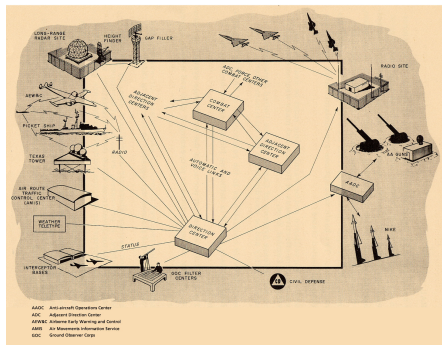 LONG-RANGE
RADAR SITE
HEIGHT
FINDER
GAP FILLER
ADC, FORCE, OTHER
COMBAT CENTERS
RADIO SITE
AEW&C
ADJACENT
DIRECTION
CENTERS
COMBAT
CENTER
PICKET SHIP
RADIO
ADJACENT
DIRECTION
CENTER
AA GUNS
TEXAS
TOWER
AUTOMATIC AND
VOICE LINKS
AADC
AIR ROUTE
TRAFFIC
CONTROL CENTER
(AMIS)
WEATHER
TELETYPE
DIRECTION
CENTER
NIKE
STATUS
INTERCEPTOR
BASES
GOC FILTER
CENTERS
CD
CIVIL DEFENSE
AAOC Anti-aircraft Operations Center
ADC Adjacent Direction Center
AEW&C Airborne Early Warning and Control
AMIS Air Movements Information Service
GOC Ground Observer Corps